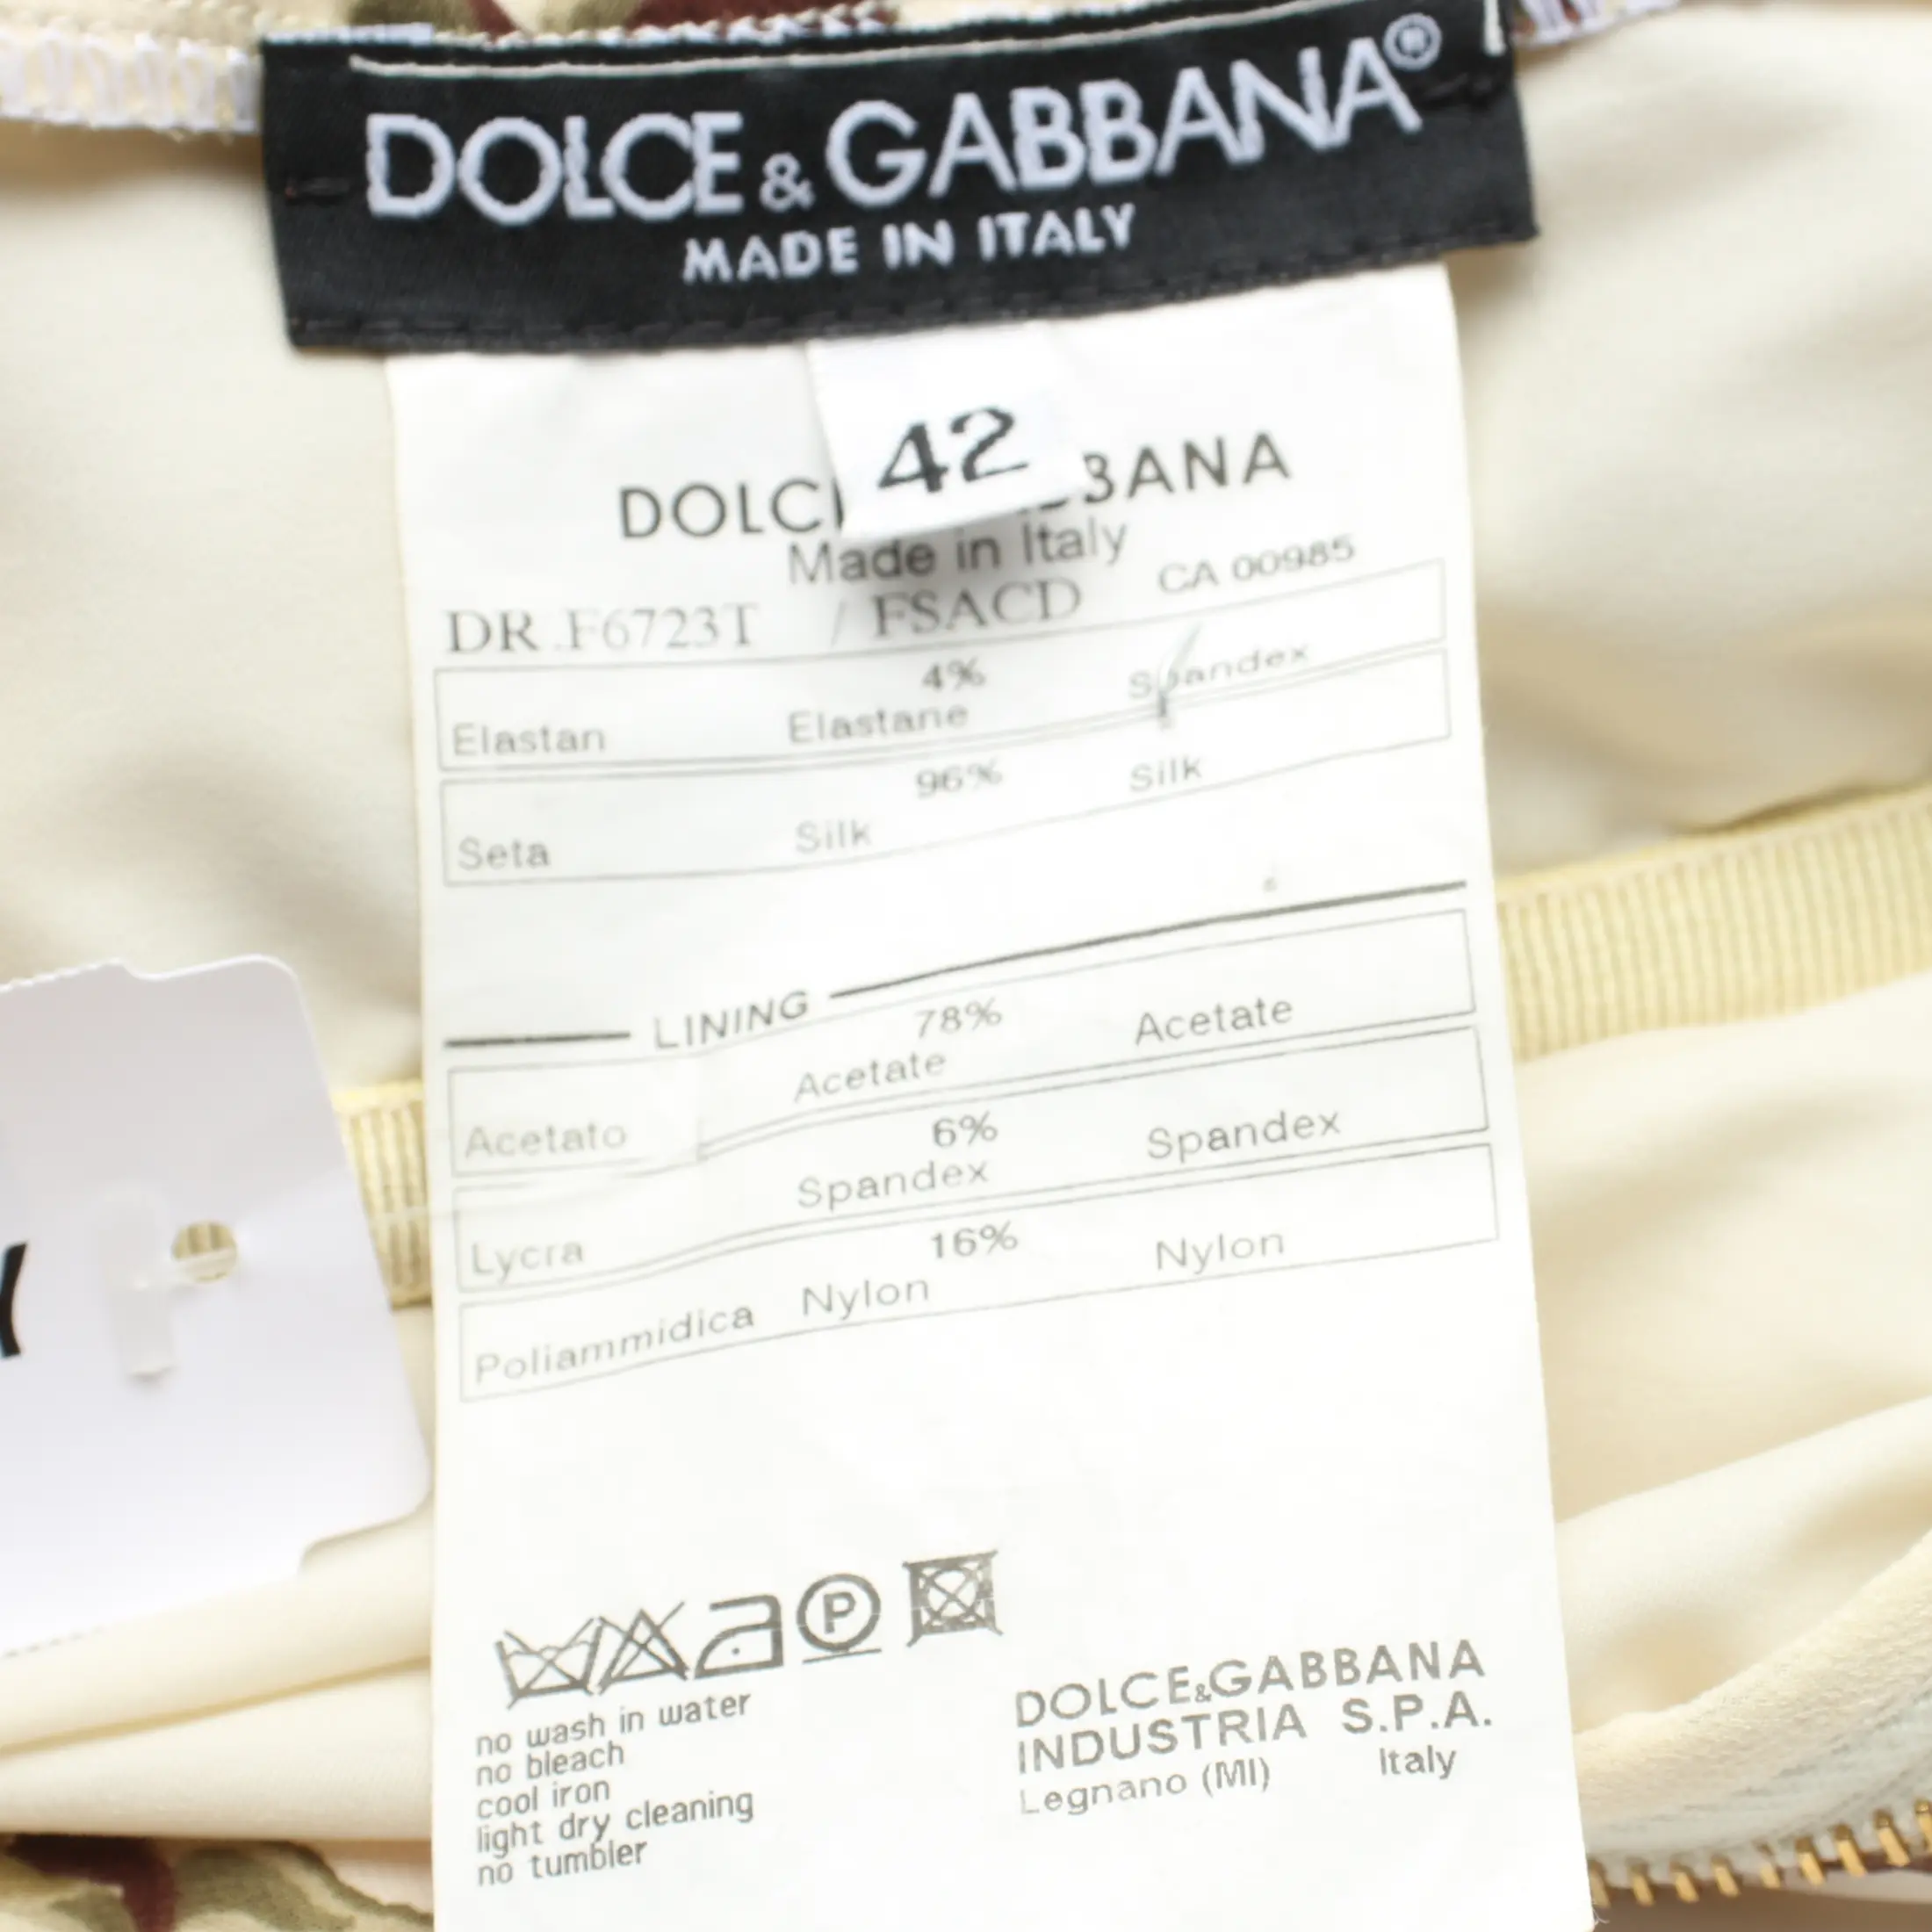 DOLCE & GABBANA®
MADE IN ITALY
42
Made in Italy
CA 00985
DR.F6723T / FSACD
4%
Elastan Elastane Spandex
96%
Seta Silk Silk
LINING
78%
Acetato Acetate Acetate
6%
Lycra Spandex Spandex
16%
Poliammidica Nylon Nylon
P
no wash in water
no bleach
cool iron
light dry cleaning
no tumbler
DOLCE&GABBANA
INDUSTRIA S.P.A.
Legnano (MI) Italy